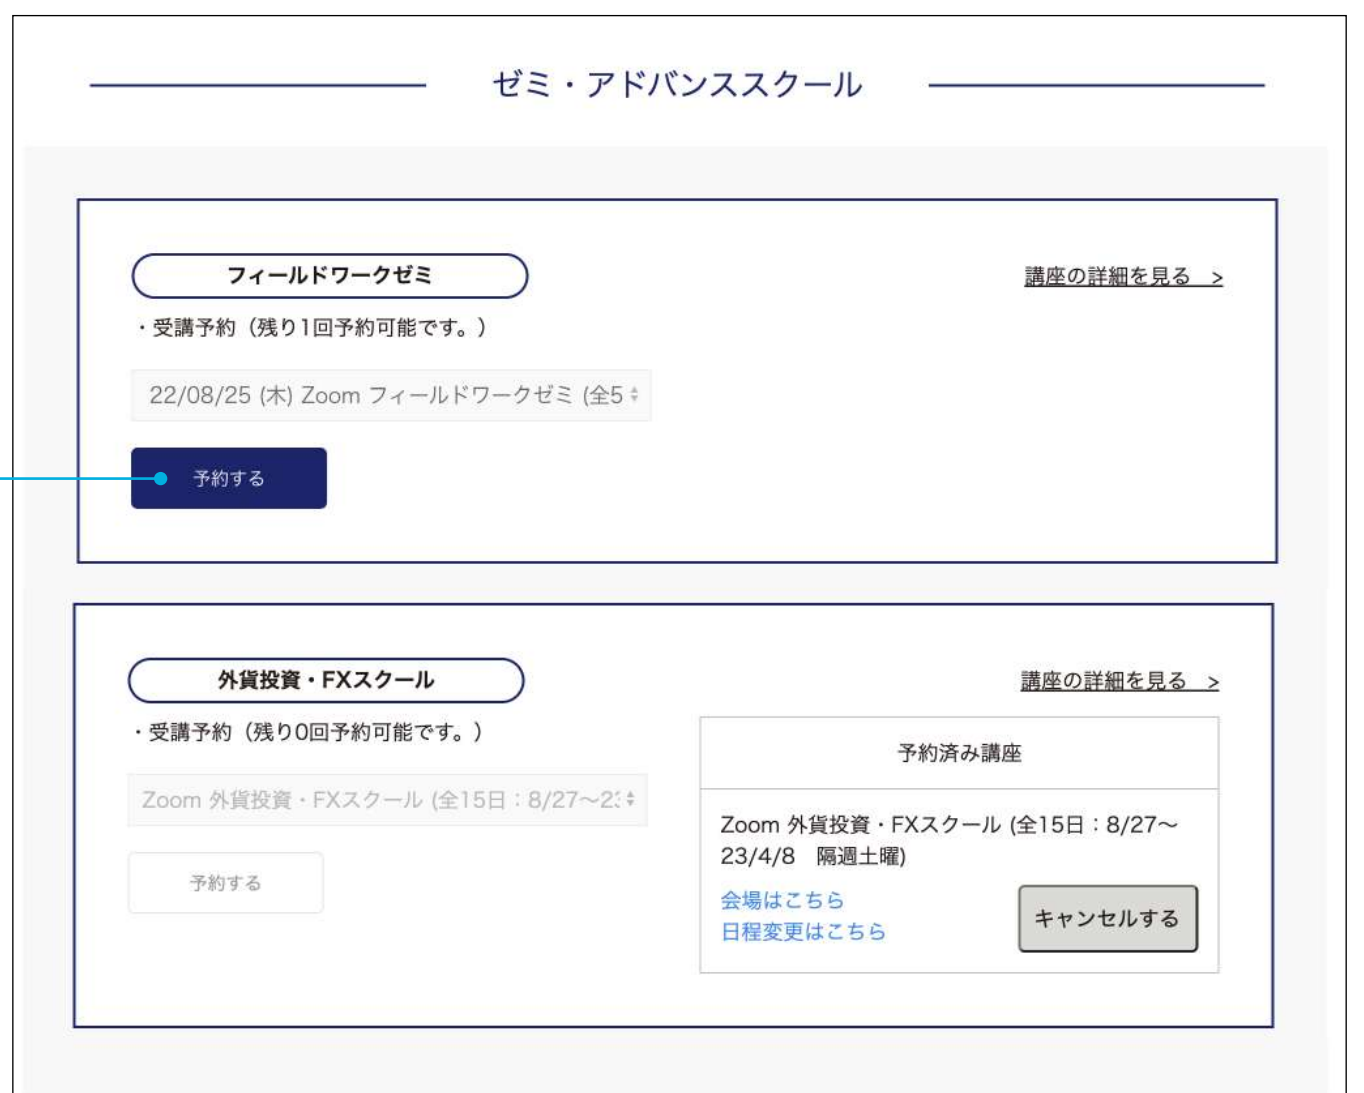 ゼミ・アドバンススクール
フィールドワークゼミ
講座の詳細を見る >
・受講予約（残り1回予約可能です。）
22/08/25 (木) Zoom フィールドワークゼミ (全5
予約する
外貨投資・FXスクール
講座の詳細を見る >
・受講予約（残り0回予約可能です。）
Zoom 外貨投資・FXスクール (全15日：8/27〜
予約する
予約済み講座
Zoom 外貨投資・FXスクール (全15日：8/27〜
23/4/8　隔週土曜)
会場はこちら
日程変更はこちら
キャンセルする